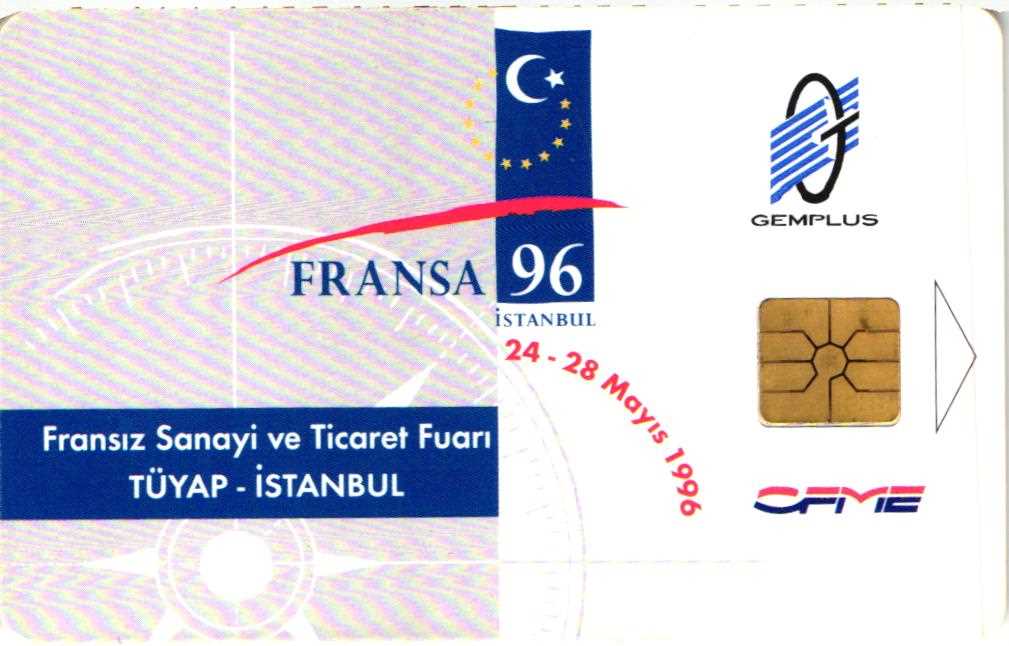 GEMPLUS
FRANSA 96
İSTANBUL
24 - 28 Mayıs 1996
Fransız Sanayi ve Ticaret Fuarı
TÜYAP - İSTANBUL
CFME